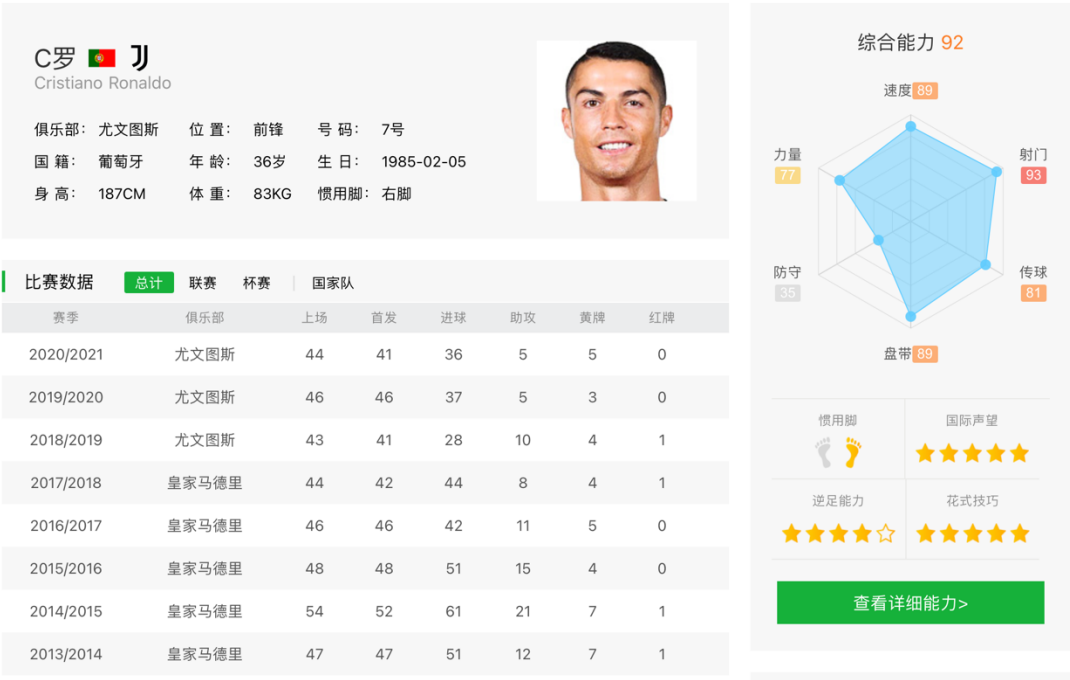 C罗
Cristiano Ronaldo
俱乐部： 尤文图斯 位 置： 前锋 号 码： 7号
国 籍： 葡萄牙 年 龄： 36岁 生 日： 1985-02-05
身 高： 187CM 体 重： 83KG 惯用脚： 右脚
比赛数据 总计 联赛 杯赛 国家队
赛季 俱乐部 上场 首发 进球 助攻 黄牌 红牌
2020/2021 尤文图斯 44 41 36 5 5 0
2019/2020 尤文图斯 46 46 37 5 3 0
2018/2019 尤文图斯 43 41 28 10 4 1
2017/2018 皇家马德里 44 42 44 8 4 1
2016/2017 皇家马德里 46 46 42 11 5 0
2015/2016 皇家马德里 48 48 51 15 4 0
2014/2015 皇家马德里 54 52 61 21 7 1
2013/2014 皇家马德里 47 47 51 12 7 1
综合能力 92
速度 89
力量 射门
77 93
防守 传球
35 81
盘带 89
惯用脚 国际声望
逆足能力 花式技巧
查看详细能力>